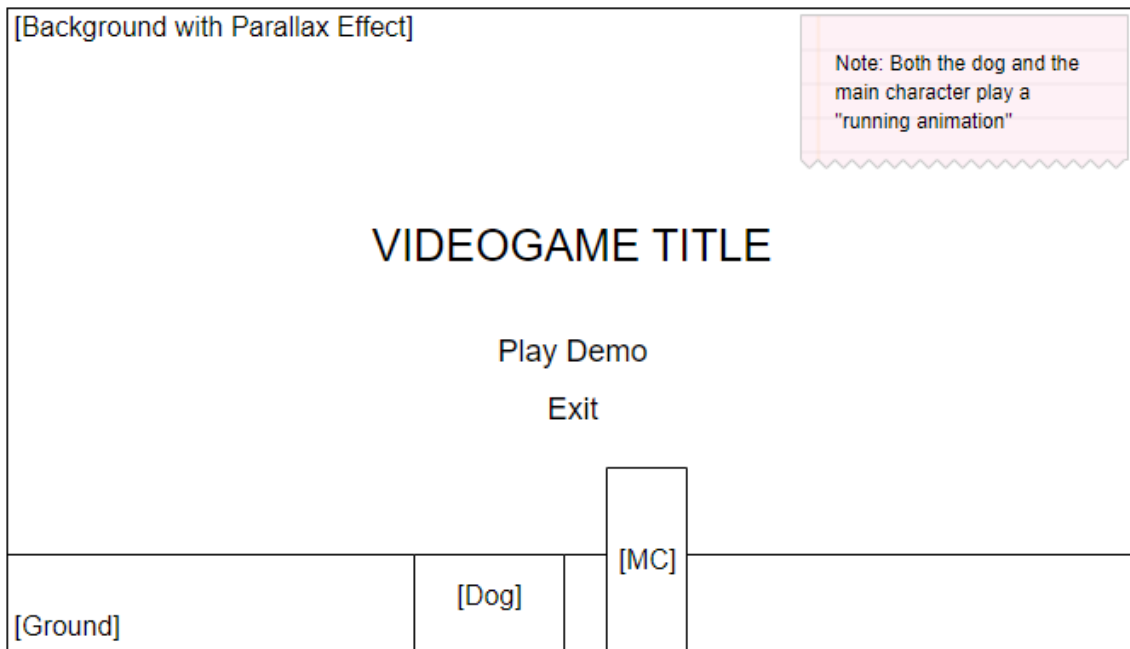 [Background with Parallax Effect]
Note: Both the dog and the
main character play a
"running animation"
VIDEOGAME TITLE
Play Demo
Exit
[MC]
[Dog]
[Ground]